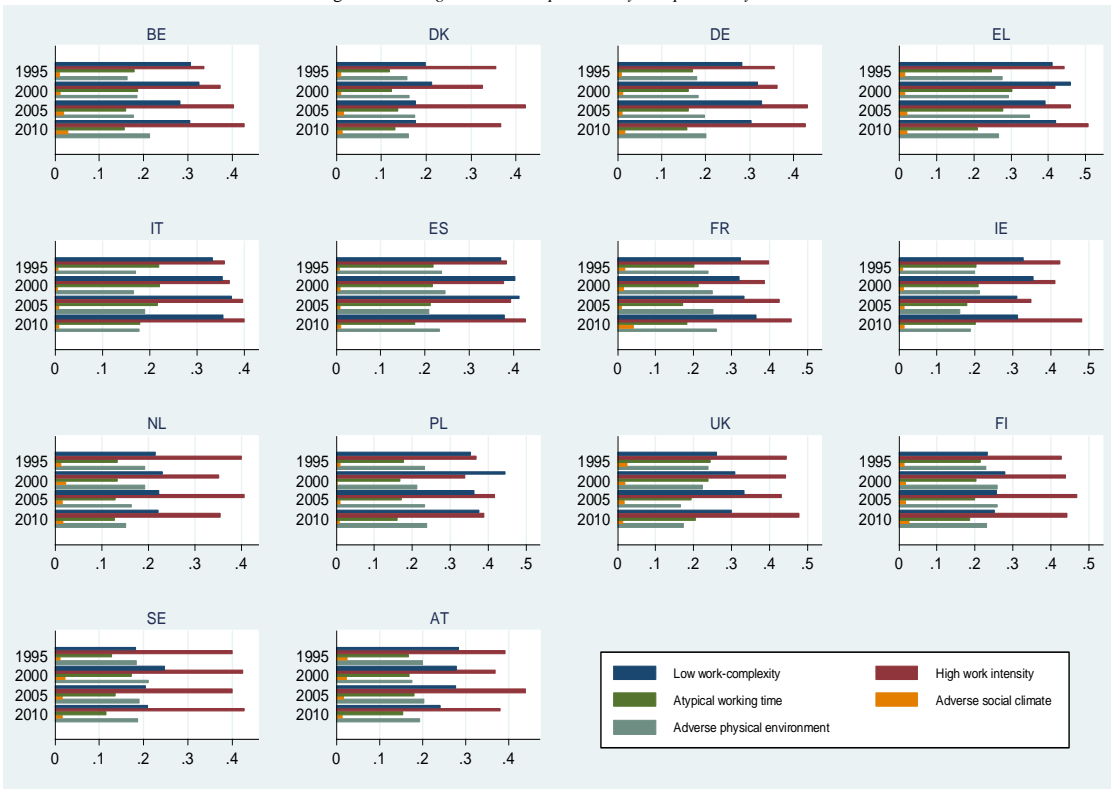 BE DK DE EL
1995 1995 1995 1995
2000 2000 2000 2000
2005 2005 2005 2005
2010 2010 2010 2010
0 .1 .2 .3 .4 0 .1 .2 .3 .4 0 .1 .2 .3 .4 0 .1 .2 .3 .4 .5
IT ES FR IE
1995 1995 1995 1995
2000 2000 2000 2000
2005 2005 2005 2005
2010 2010 2010 2010
0 .1 .2 .3 .4 0 .1 .2 .3 .4 0 .1 .2 .3 .4 .5 0 .1 .2 .3 .4 .5
NL PL UK FI
1995 1995 1995 1995
2000 2000 2000 2000
2005 2005 2005 2005
2010 2010 2010 2010
0 .1 .2 .3 .4 0 .1 .2 .3 .4 .5 0 .1 .2 .3 .4 .5 0 .1 .2 .3 .4 .5
SE AT
1995 1995
2000 2000
2005 2005
2010 2010
0 .1 .2 .3 .4 0 .1 .2 .3 .4
Low work-complexity High work intensity
Atypical working time Adverse social climate
Adverse physical environment